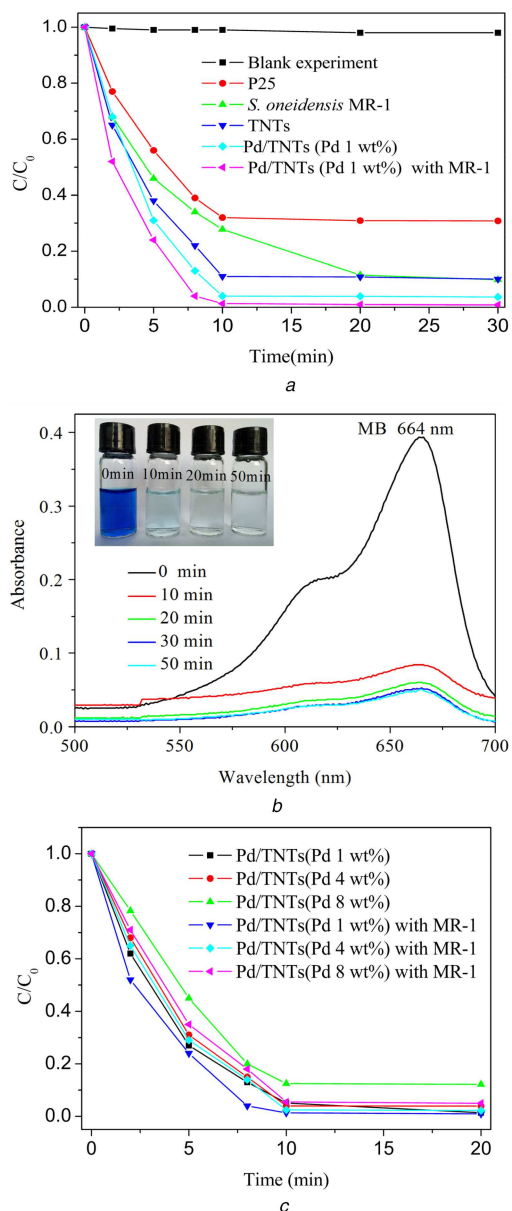 1.0
0.8
0.6
0.4
0.2
0.0
C/C0
Blank experiment
P25
S. oneidensis MR-1
TNTs
Pd/TNTs (Pd 1 wt%)
Pd/TNTs (Pd 1 wt%) with MR-1
0 5 10 15 20 25 30
Time(min)
a
0.4
0.3
0.2
0.1
0.0
Absorbance
MB 664 nm
0min 10min 20min 50min
0 min
10 min
20 min
30 min
50 min
500 550 600 650 700
Wavelength (nm)
b
1.0
0.8
0.6
0.4
0.2
0.0
C/C0
Pd/TNTs(Pd 1 wt%)
Pd/TNTs(Pd 4 wt%)
Pd/TNTs(Pd 8 wt%)
Pd/TNTs(Pd 1 wt%) with MR-1
Pd/TNTs(Pd 4 wt%) with MR-1
Pd/TNTs(Pd 8 wt%) with MR-1
0 5 10 15 20
Time (min)
c